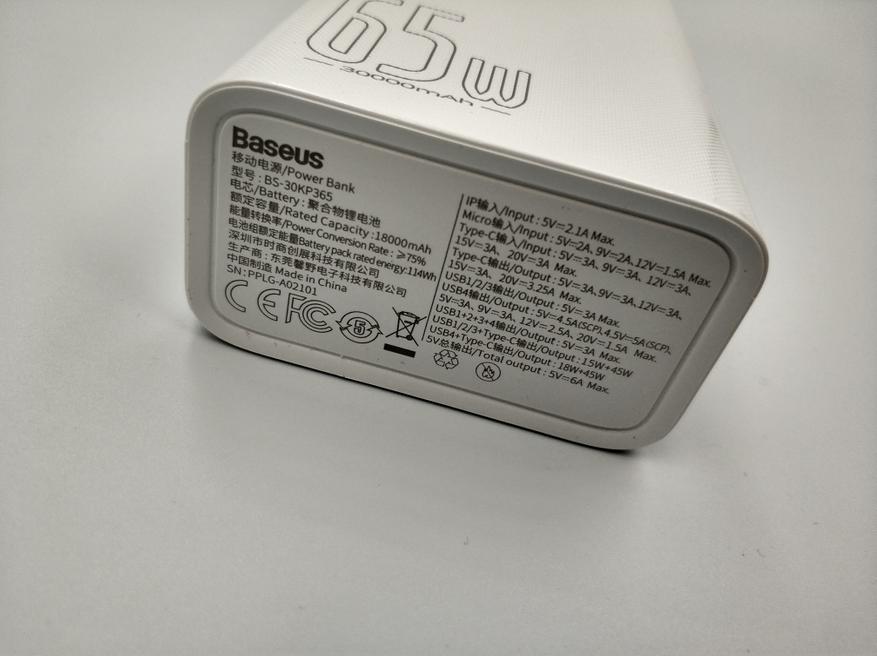 65W
30000mAh
Baseus
移动电源/Power Bank
型号 : BS-30KP365
电芯/Battery : 聚合物锂电池
额定容量/Rated Capacity :18000mAh
能量转换率/Power Conversion Rate : ≥75%
电池组额定能量Battery pack rated energy:114Wh
深圳市时商创展科技有限公司
生产商 : 东莞馨野电子科技有限公司
中国制造 Made in China
SN: PPLG-A02101
CE FC 5
IP输入/Input : 5V⎓2.1A Max.
Micro输入/Input : 5V⎓2A, 9V⎓2A, 12V⎓1.5A Max.
Type-C输入/Input : 5V⎓3A、9V⎓3A、12V⎓3A、
15V⎓3A、20V⎓3A Max.
Type-C输出/Output : 5V⎓3A、9V⎓3A、12V⎓3A、
15V⎓3A、20V⎓3.25A Max.
USB1/2/3输出/Output : 5V⎓3A Max.
USB4输出/Output : 5V⎓4.5A(SCP)、4.5V⎓5A(SCP)、
5V⎓3A、9V⎓3A、12V⎓2.5A、20V⎓1.5A Max.
USB1+2+3+4输出/Output : 5V⎓3A Max.
USB1/2/3+Type-C输出/Output : 15W+45W
USB4+Type-C输出/Output : 18W+45W
5V总输出/Total output : 5V⎓6A Max.